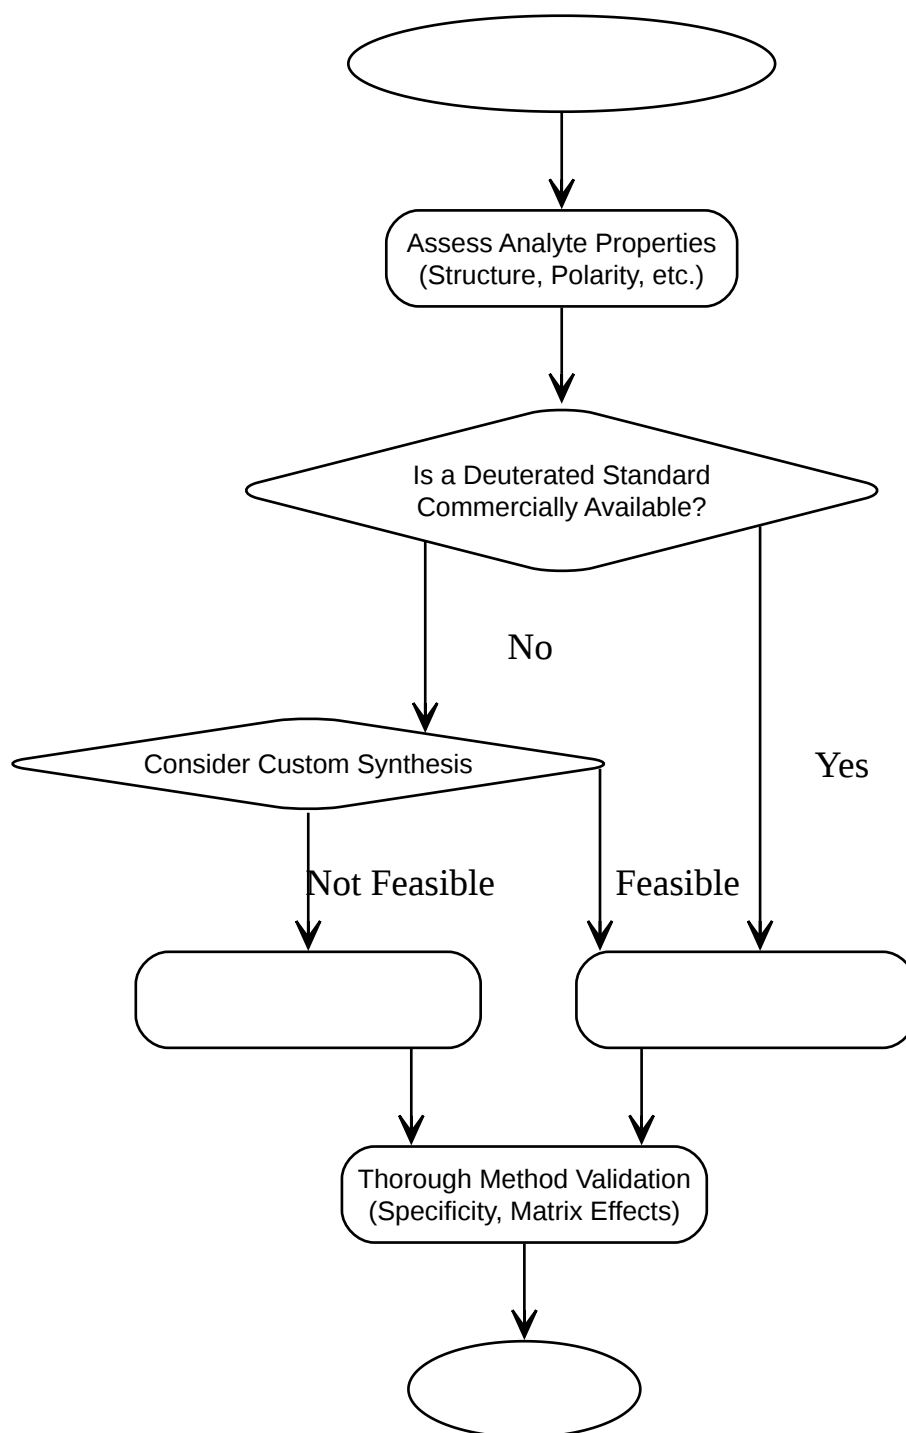 Assess Analyte Properties
(Structure, Polarity, etc.)
Is a Deuterated Standard
Commercially Available?
No
Consider Custom Synthesis
Yes
Not Feasible
Feasible
Thorough Method Validation
(Specificity, Matrix Effects)